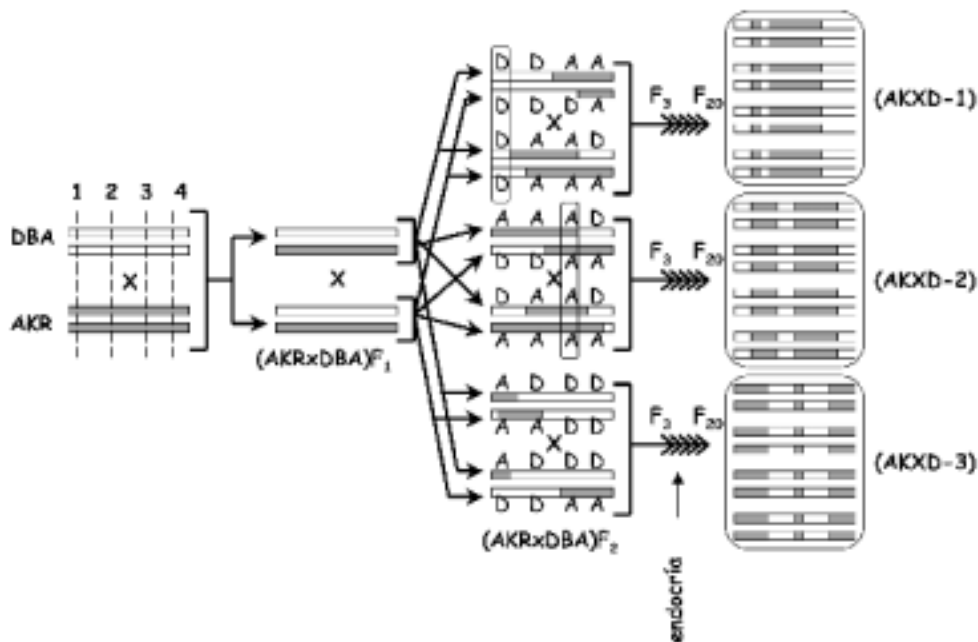 1 2 3 4
DBA
X
AKR
X
(AKRxDBA)F₁
D D A A
D D D A
X
D A A D
D A A A
A A A D
D D A A
X
D A A D
A A A A
A D D D
A A D D
X
A D D D
D D A A
(AKRxDBA)F₂
F₃ F₂₀
(AKXD-1)
F₃ F₂₀
(AKXD-2)
F₃ F₂₀
(AKXD-3)
endocría